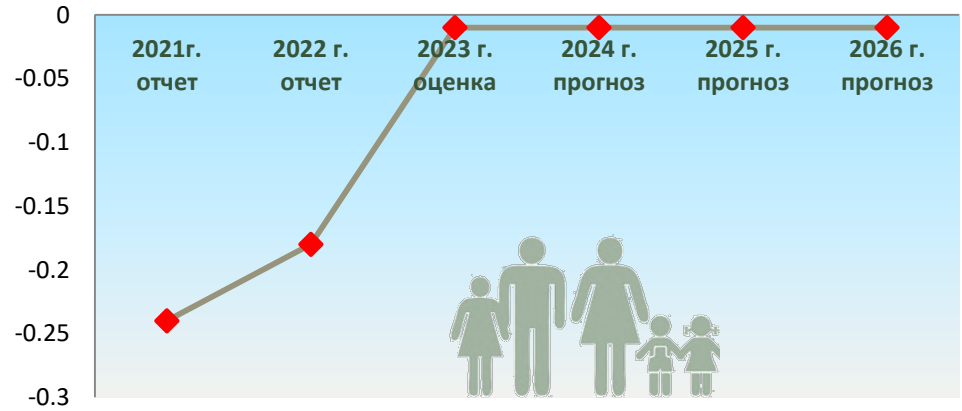 0
-0.05
-0.1
-0.15
-0.2
-0.25
-0.3
2021г.
отчет
2022 г.
отчет
2023 г.
оценка
2024 г.
прогноз
2025 г.
прогноз
2026 г.
прогноз